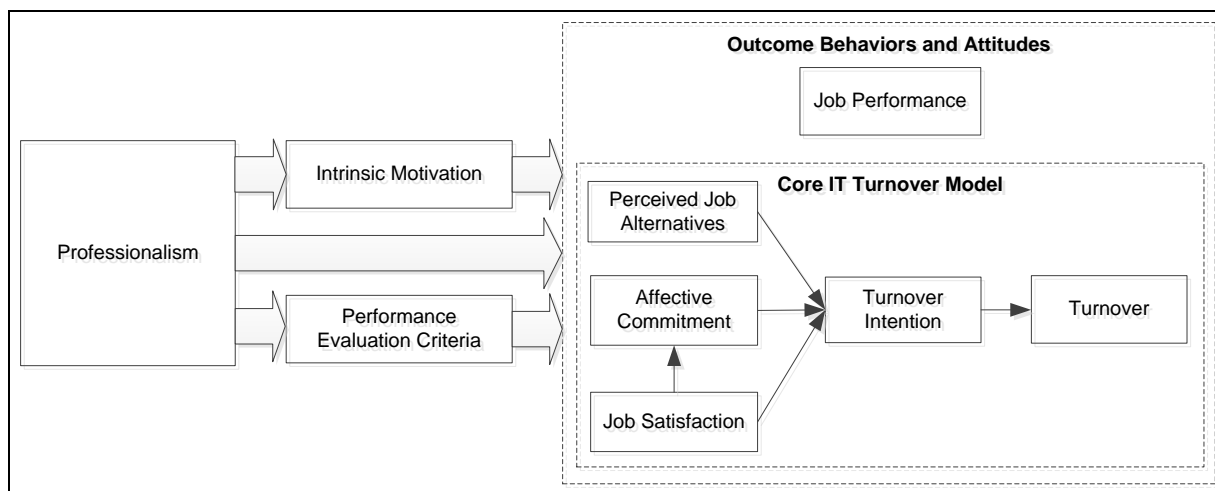 Outcome Behaviors and Attitudes
Job Performance
Professionalism
Intrinsic Motivation
Performance
Evaluation Criteria
Core IT Turnover Model
Perceived Job
Alternatives
Affective
Commitment
Job Satisfaction
Turnover
Intention
Turnover